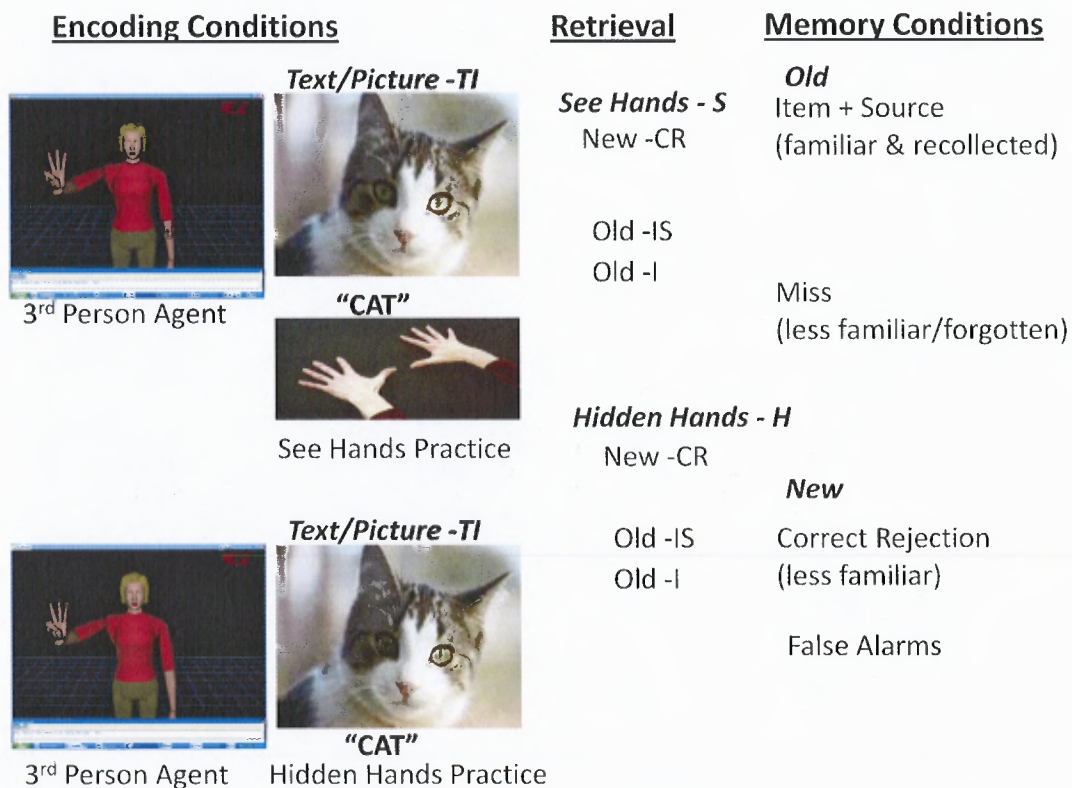 Encoding Conditions
Text/Picture -TI
3rd Person Agent
"CAT"
See Hands Practice
Text/Picture -TI
"CAT"
3rd Person Agent
Hidden Hands Practice
Retrieval
See Hands - S
New -CR
Old -IS
Old -I
Hidden Hands - H
New -CR
Old -IS
Old -I
Memory Conditions
Old
Item + Source
(familiar & recollected)
Miss
(less familiar/forgotten)
New
Correct Rejection
(less familiar)
False Alarms